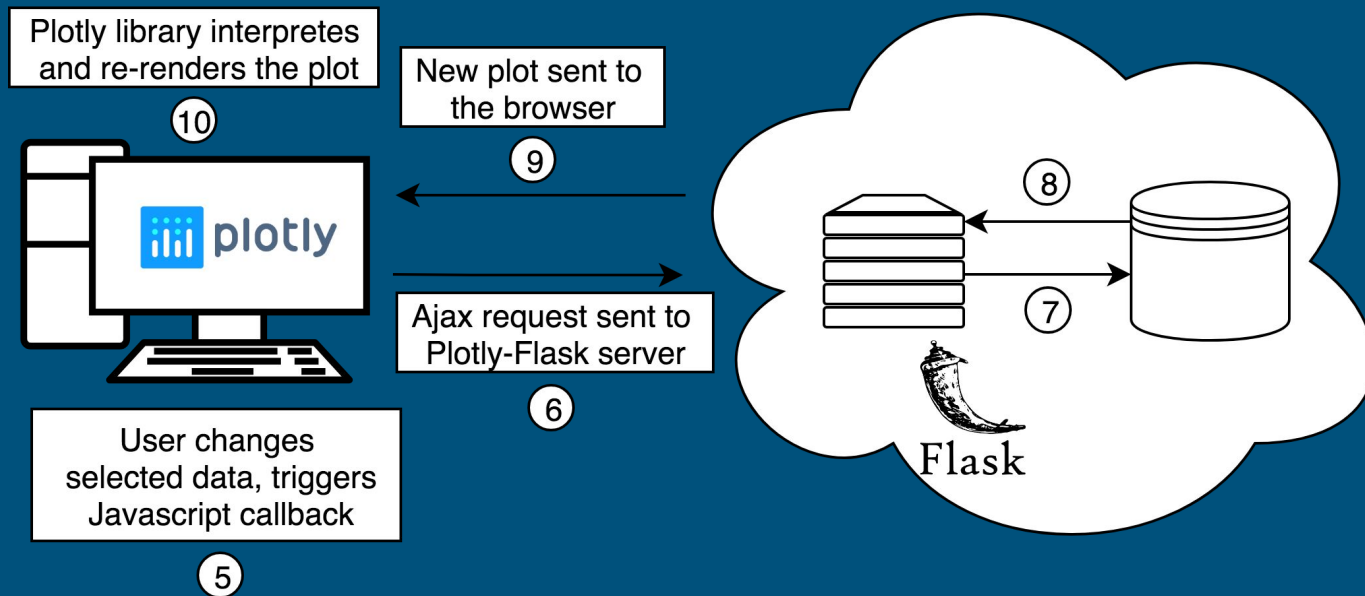 Plotly library interpretes
and re-renders the plot
10
New plot sent to
the browser
9
8
plotly
7
Ajax request sent to
Plotly-Flask server
6
Flask
User changes
selected data, triggers
Javascript callback
5